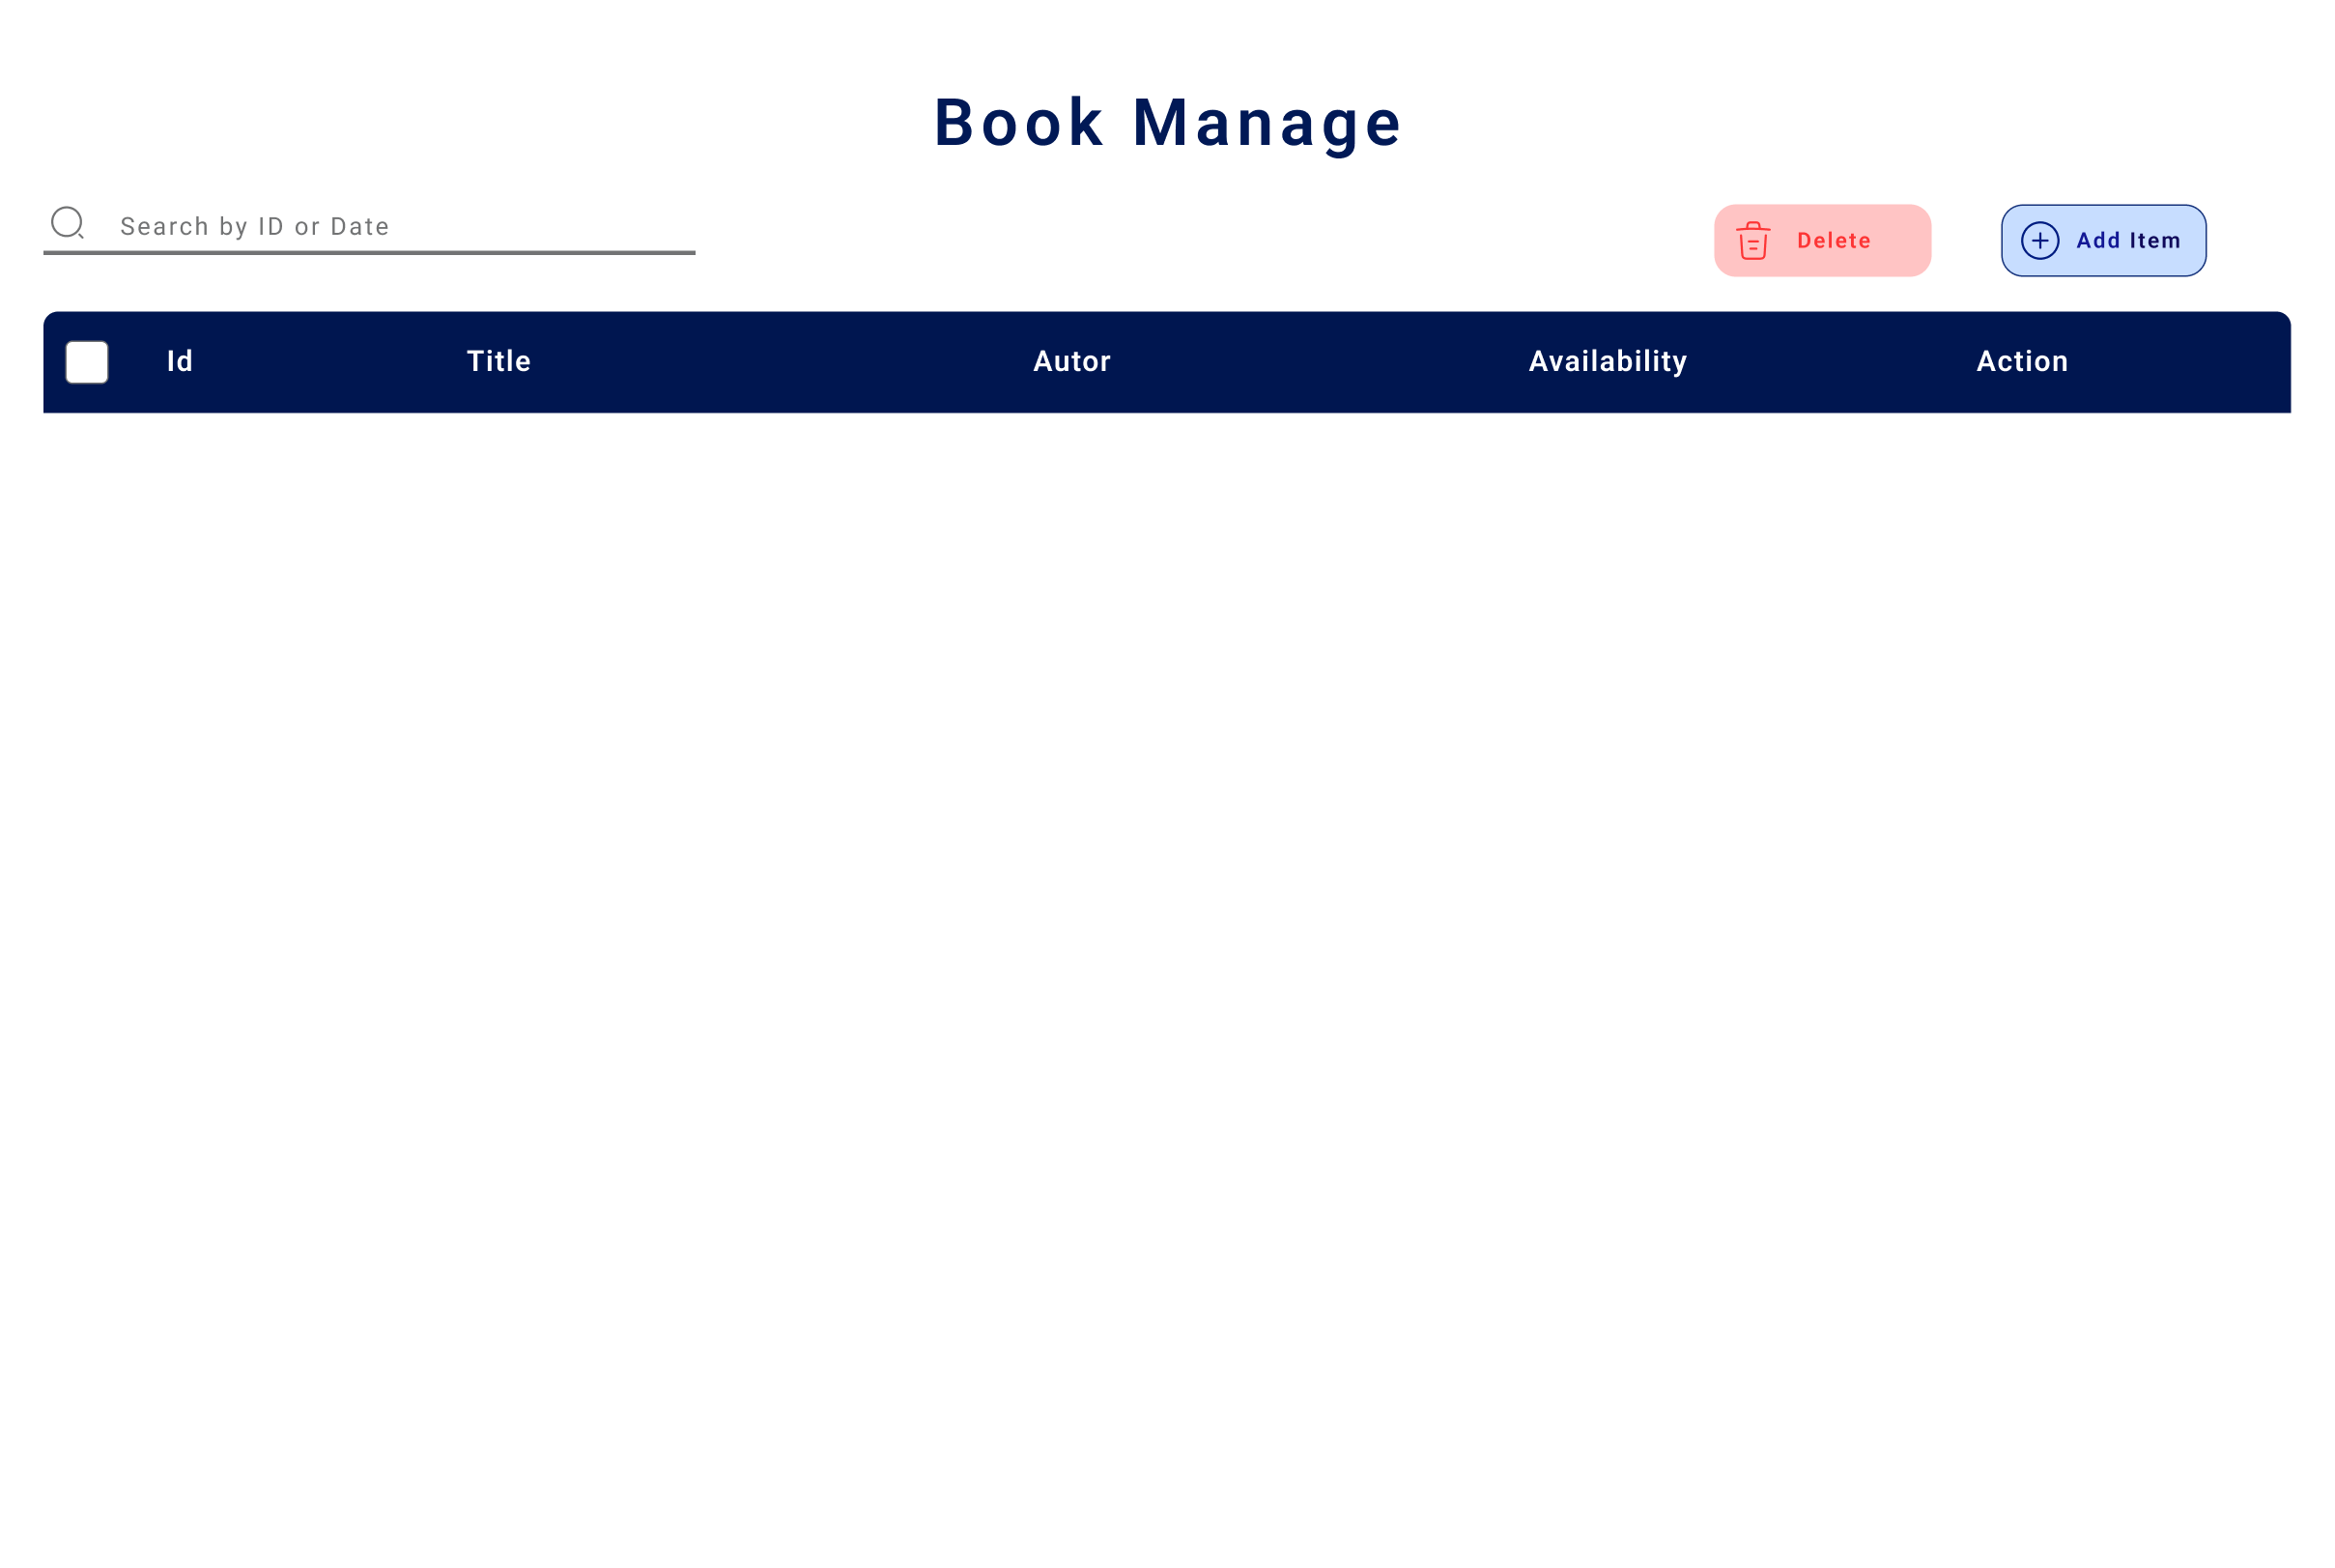 Book Manage
Search by ID or Date
Delete
Add Item
Id Title Autor Availability Action